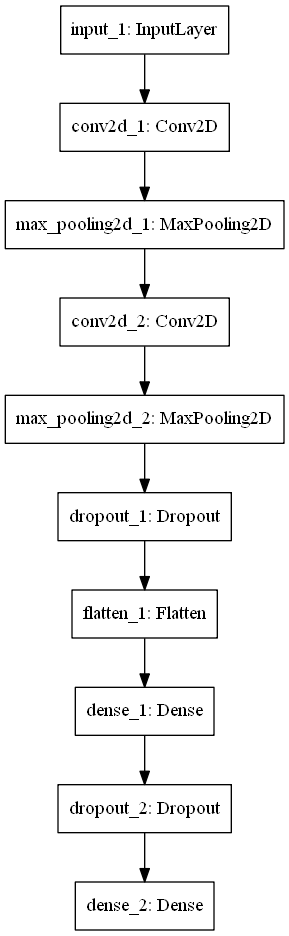 input_1: InputLayer
conv2d_1: Conv2D
max_pooling2d_1: MaxPooling2D
conv2d_2: Conv2D
max_pooling2d_2: MaxPooling2D
dropout_1: Dropout
flatten_1: Flatten
dense_1: Dense
dropout_2: Dropout
dense_2: Dense